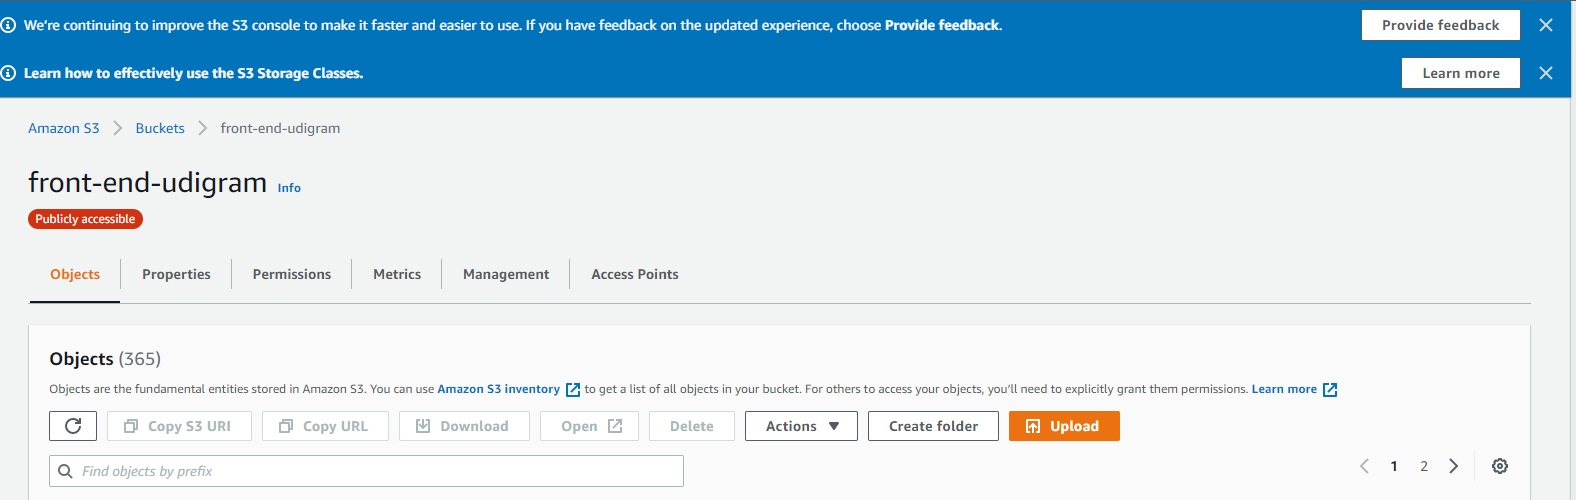 We're continuing to improve the S3 console to make it faster and easier to use. If you have feedback on the updated experience, choose Provide feedback. Provide feedback
Learn how to effectively use the S3 Storage Classes. Learn more
Amazon S3 Buckets front-end-udigram
front-end-udigram Info
Publicly accessible
Objects Properties Permissions Metrics Management Access Points
Objects (365)
Objects are the fundamental entities stored in Amazon S3. You can use Amazon S3 inventory to get a list of all objects in your bucket. For others to access your objects, you'll need to explicitly grant them permissions. Learn more
Copy S3 URI Copy URL Download Open Delete Actions Create folder Upload
Find objects by prefix 1 2